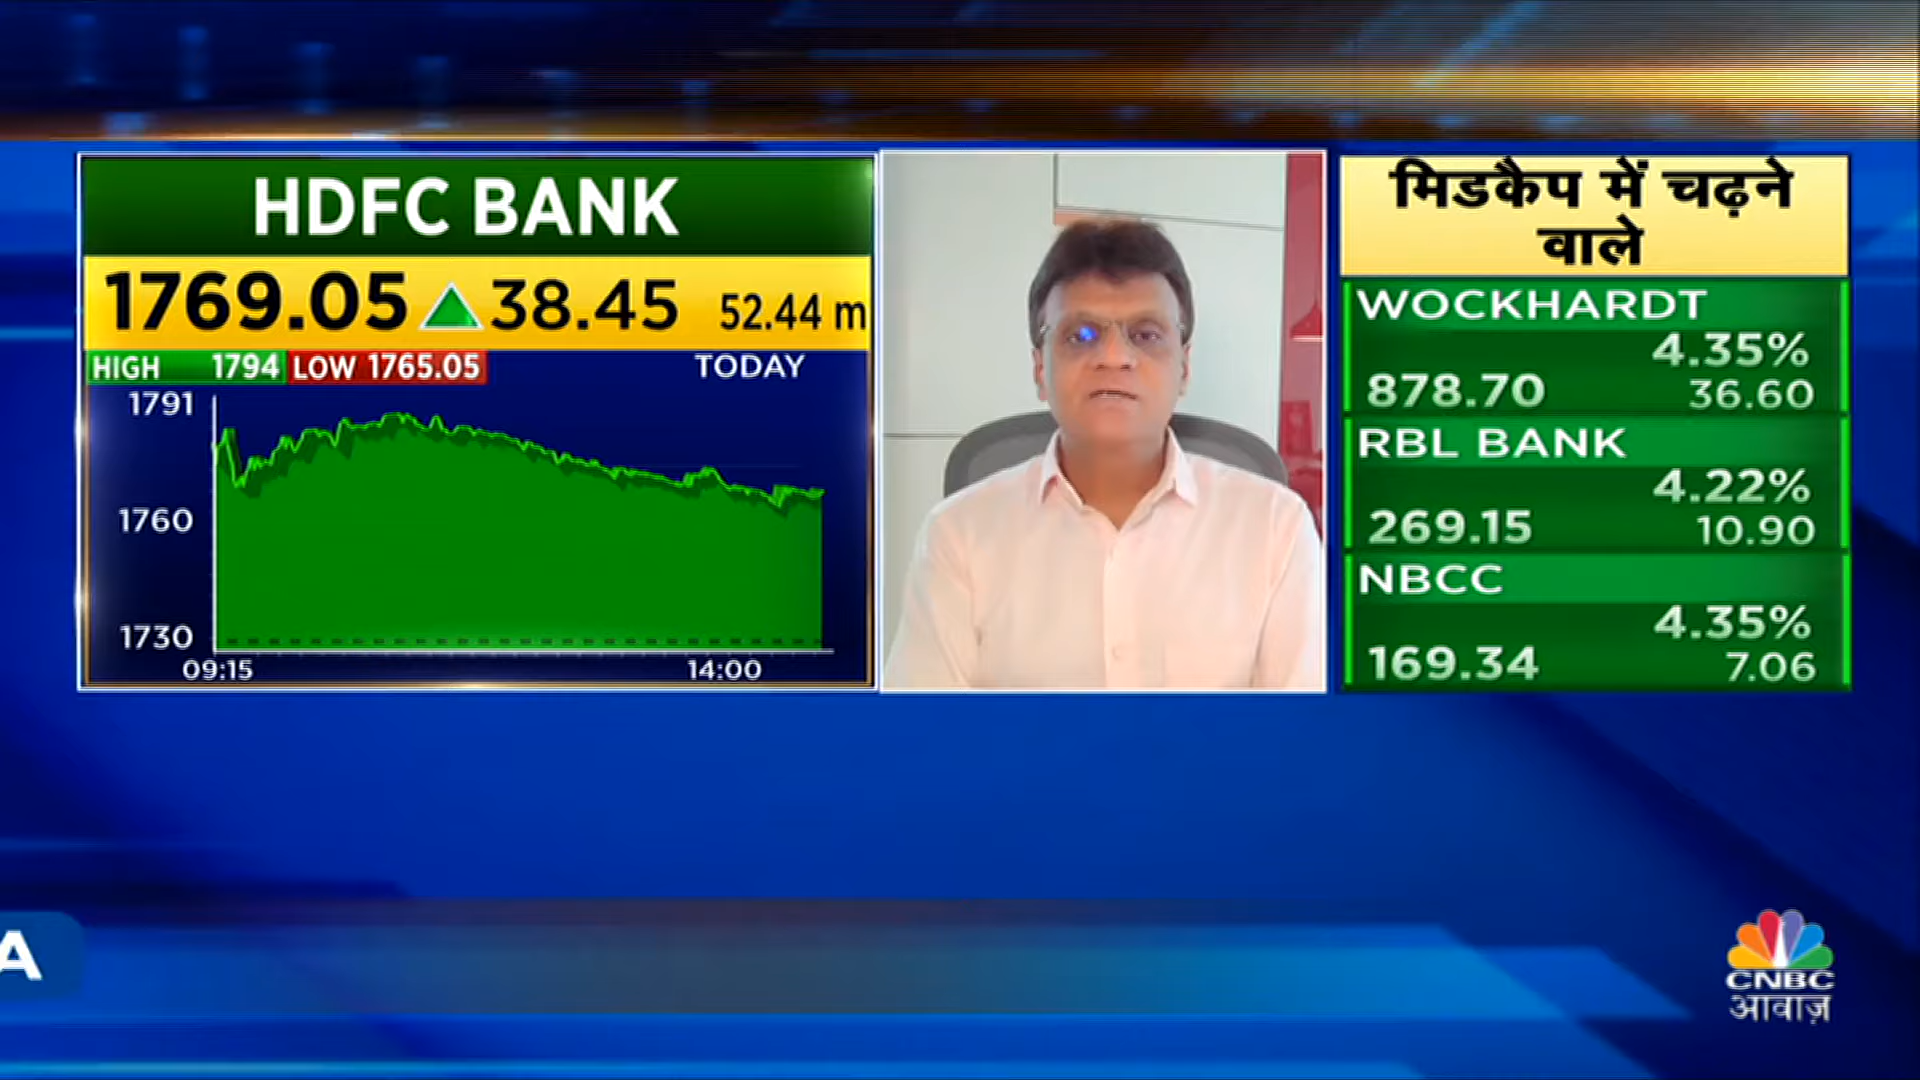 HDFC BANK
1769.05 ▲ 38.45 52.44 m
HIGH 1794 LOW 1765.05 TODAY
1791
1760
1730
09:15 14:00
मिडकैप में चढ़ने
वाले
WOCKHARDT
4.35%
878.70 36.60
RBL BANK
4.22%
269.15 10.90
NBCC
4.35%
169.34 7.06
A
CNBC
आवाज़